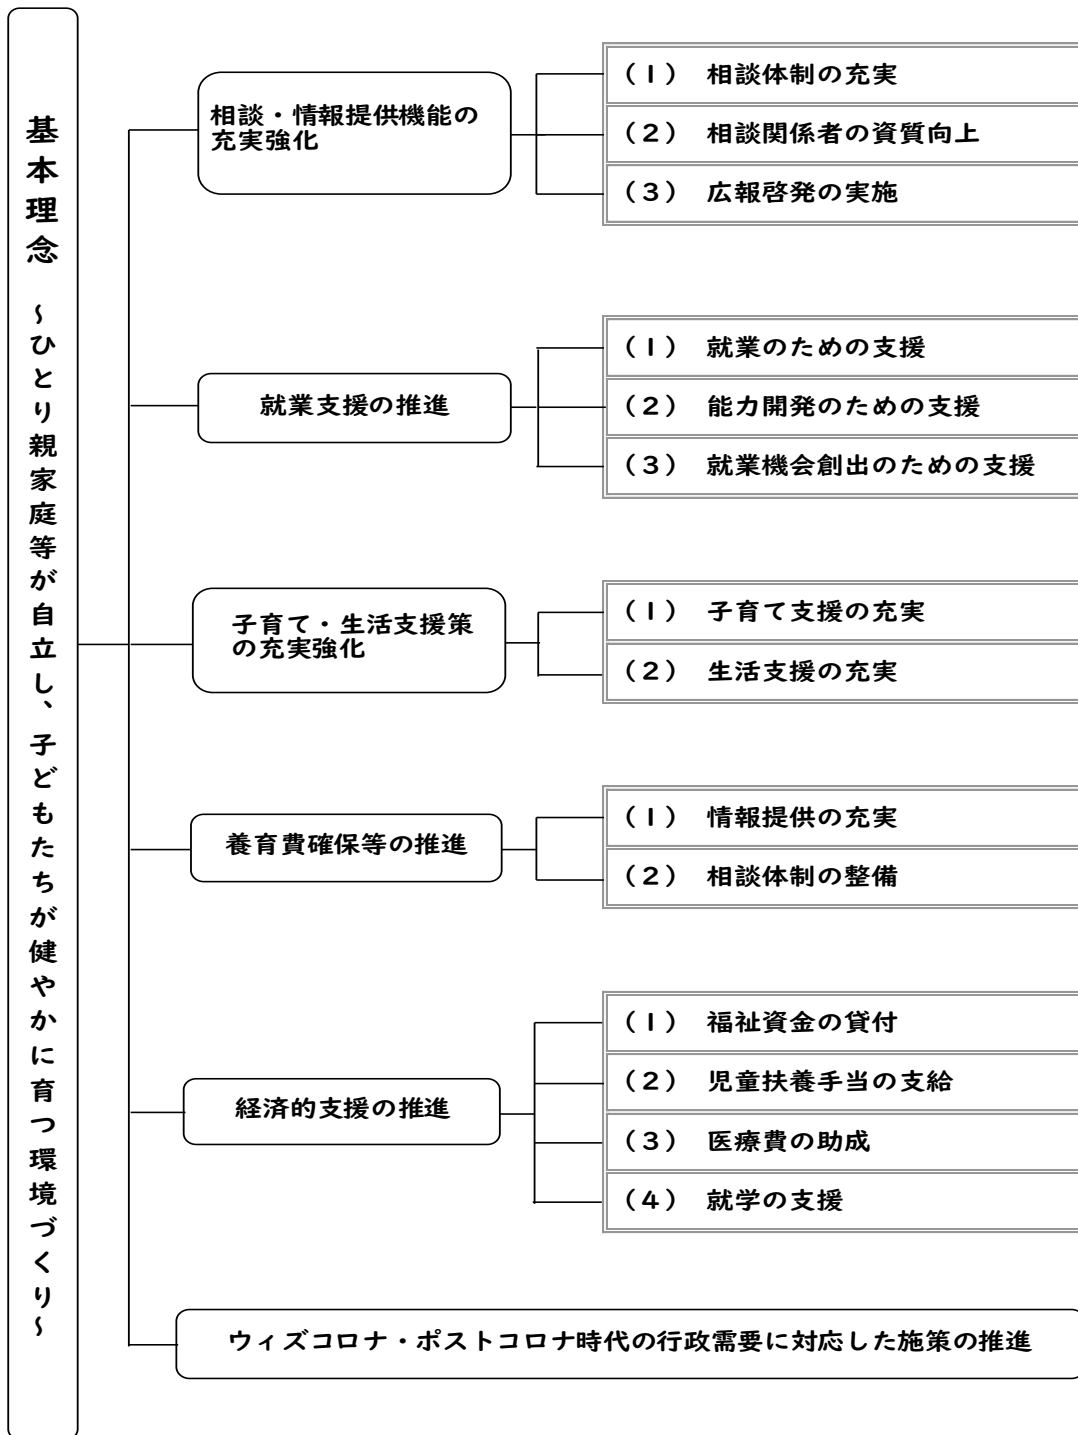 基本理念 ~ひとり親家庭等が自立し、子どもたちが健やかに育つ環境づくり~
相談・情報提供機能の
充実強化
(1) 相談体制の充実
(2) 相談関係者の資質向上
(3) 広報啓発の実施
就業支援の推進
(1) 就業のための支援
(2) 能力開発のための支援
(3) 就業機会創出のための支援
子育て・生活支援策
の充実強化
(1) 子育て支援の充実
(2) 生活支援の充実
養育費確保等の推進
(1) 情報提供の充実
(2) 相談体制の整備
経済的支援の推進
(1) 福祉資金の貸付
(2) 児童扶養手当の支給
(3) 医療費の助成
(4) 就学の支援
ウィズコロナ・ポストコロナ時代の行政需要に対応した施策の推進